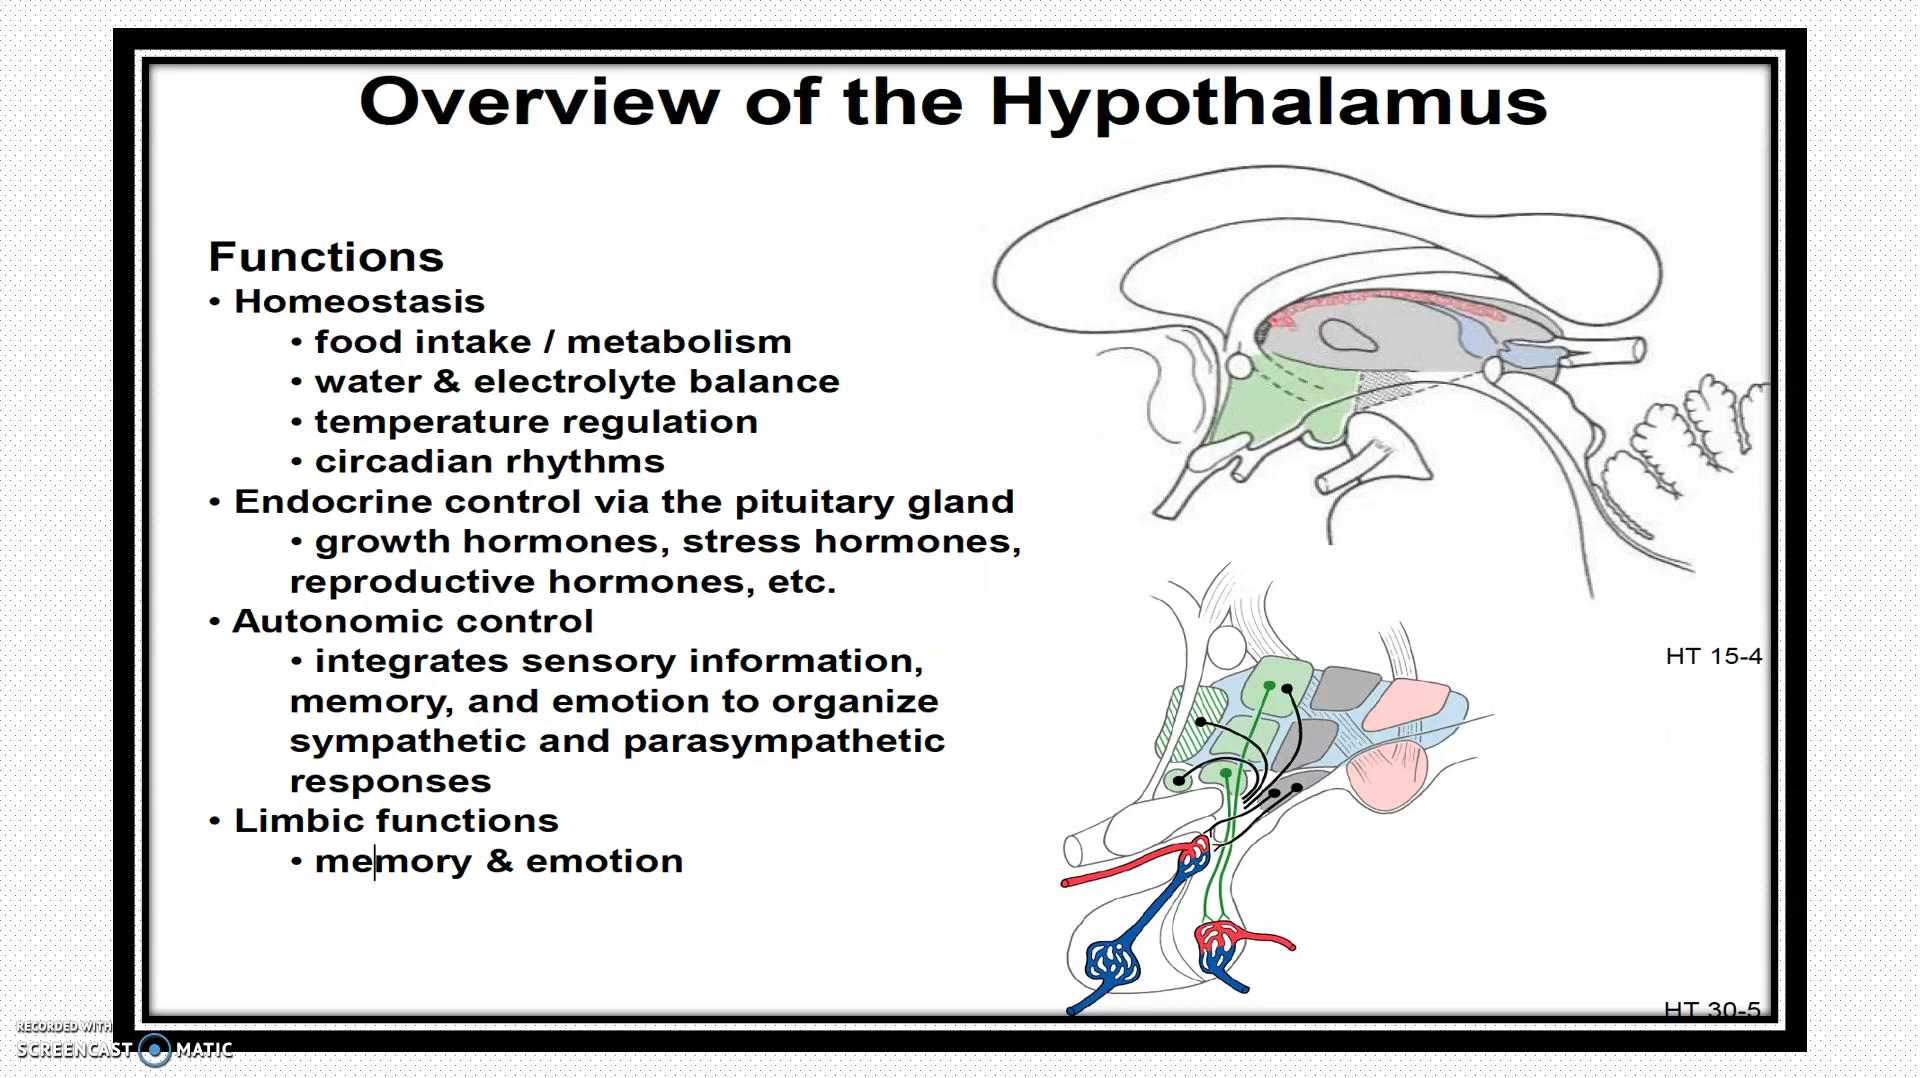 Overview of the Hypothalamus
Functions
• Homeostasis
• food intake / metabolism
• water & electrolyte balance
• temperature regulation
• circadian rhythms
• Endocrine control via the pituitary gland
• growth hormones, stress hormones,
reproductive hormones, etc.
• Autonomic control
• integrates sensory information,
memory, and emotion to organize
sympathetic and parasympathetic
responses
• Limbic functions
• memory & emotion
HT 15-4
HT 30-5
RECORDED WITH
SCREENCAST MATIC